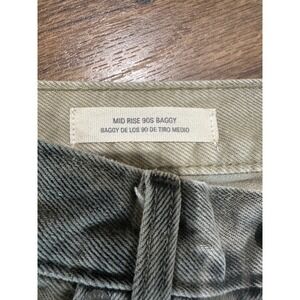 MID RISE 90S BAGGY
BAGGY DE LOS 90 DE TIRO MEDIO